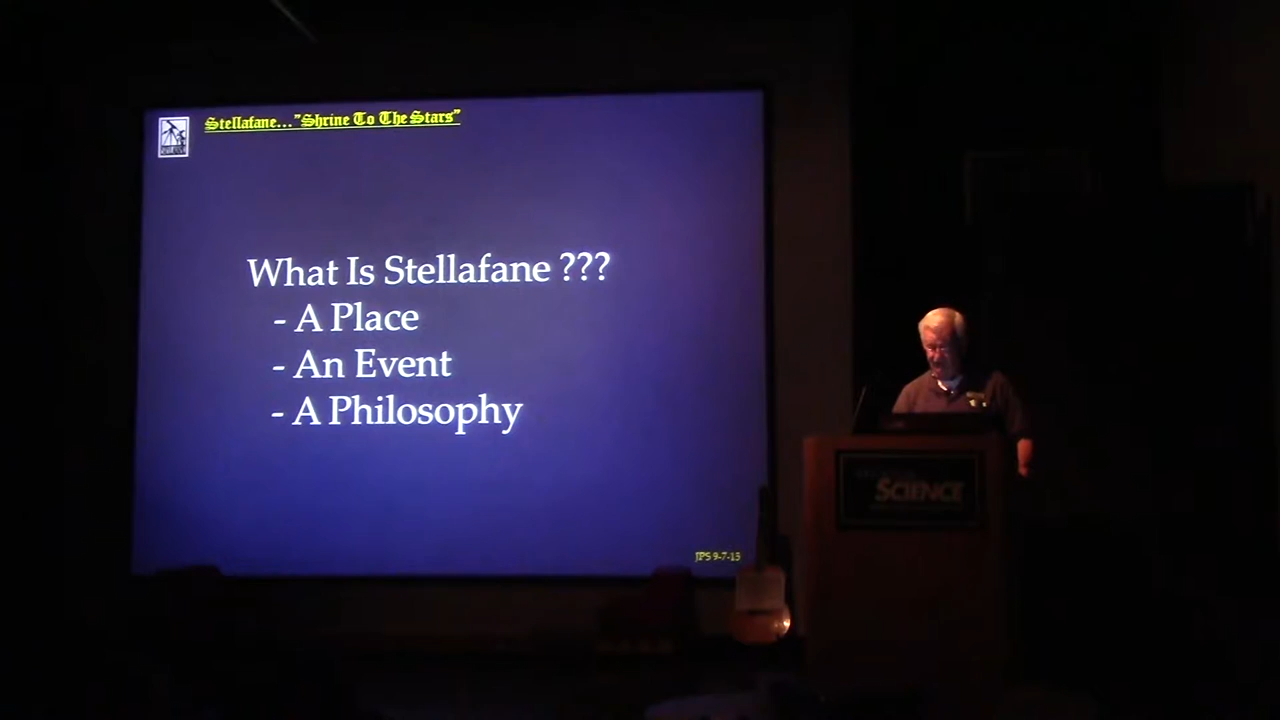 Stellafane..."Shrine To The Stars"
What Is Stellafane ???
- A Place
- An Event
- A Philosophy
JPS 9-7-13
SCIENCE